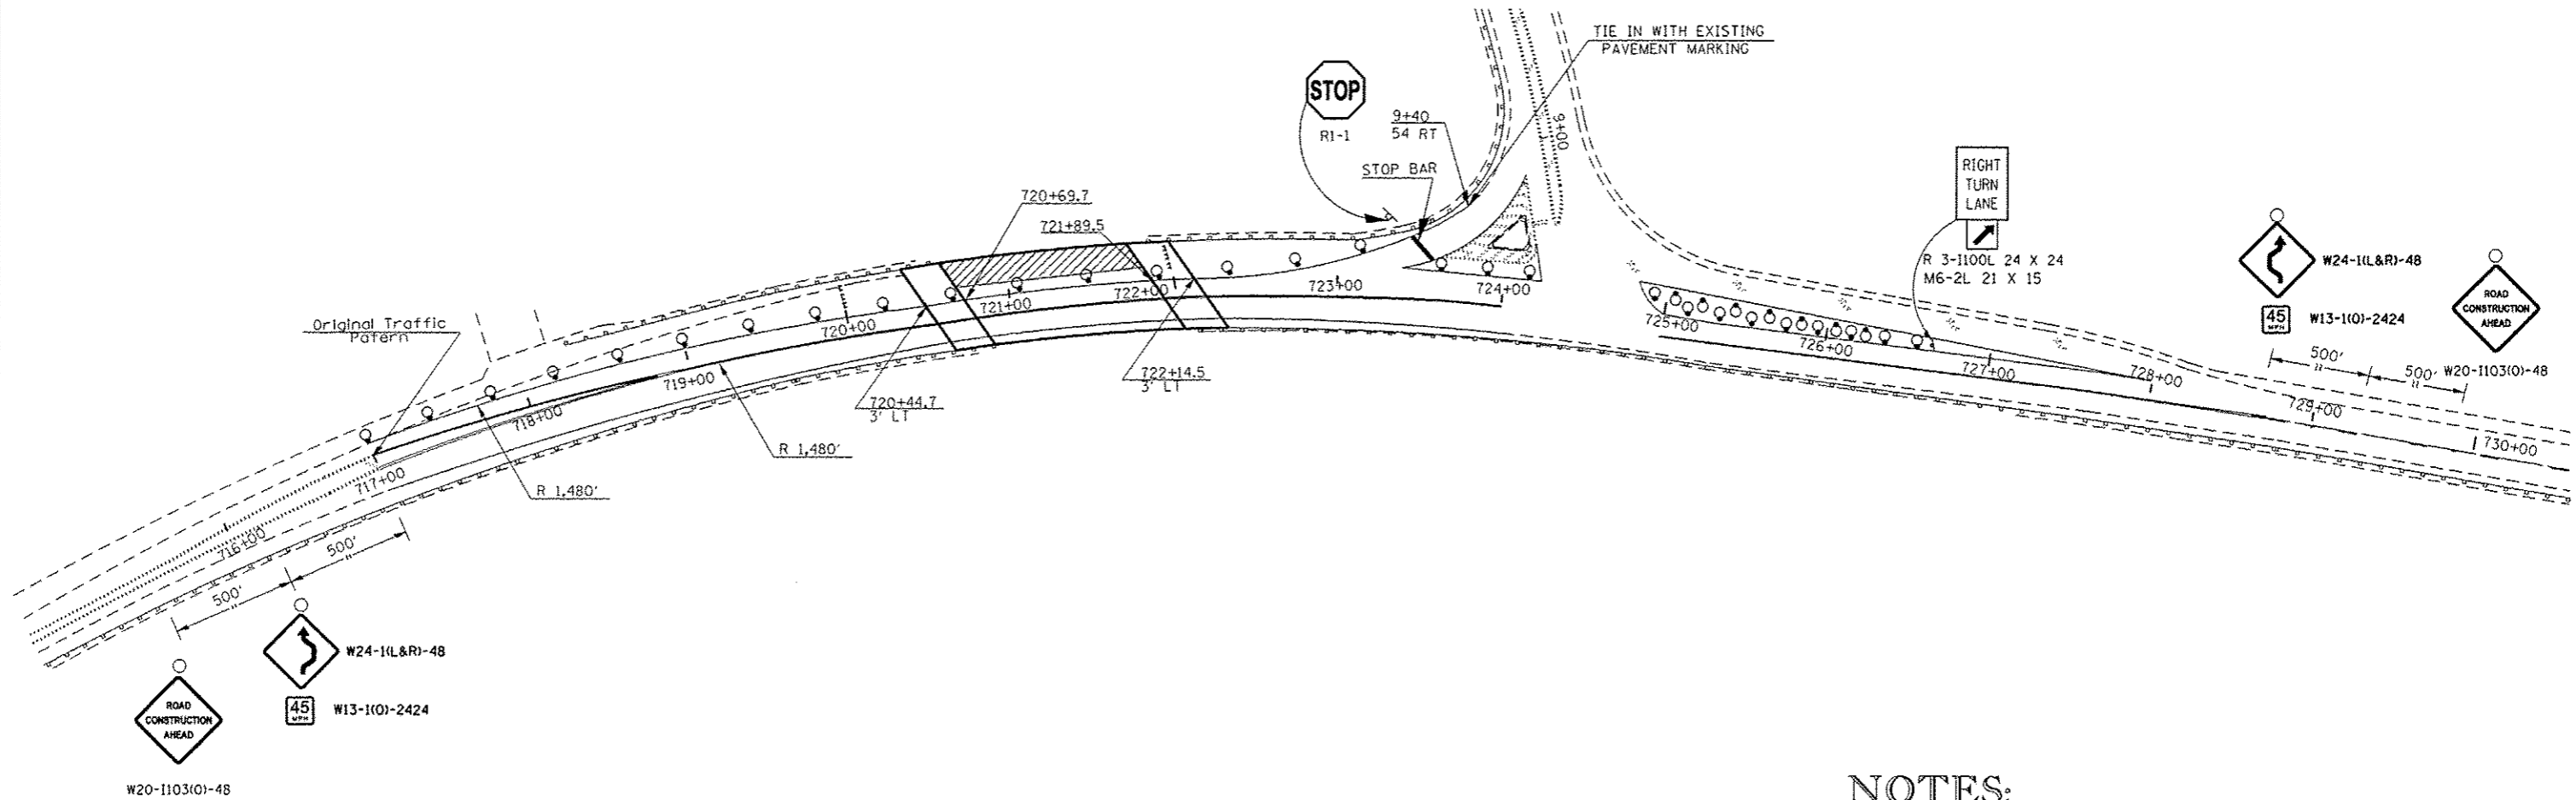 TIE IN WITH EXISTING
PAVEMENT MARKING
STOP
R1-1
9+40
54 RT
STOP BAR
9+00
RIGHT
TURN
LANE
R 3-I100L 24 X 24
M6-2L 21 X 15
720+69.7
721+89.5
W24-1(L&R)-48
45
MPH
W13-1(O)-2424
ROAD
CONSTRUCTION
AHEAD
W20-I103(O)-48
500'
500'
Original Traffic
Patern
716+00
717+00
718+00
719+00
720+00
721+00
722+00
723+00
724+00
725+00
726+00
727+00
728+00
729+00
730+00
720+44.7
3' LT
722+14.5
3' LT
R 1,480'
R 1,480'
500'
500'
W24-1(L&R)-48
45
MPH
W13-1(O)-2424
ROAD
CONSTRUCTION
AHEAD
W20-I103(O)-48
NOTES: